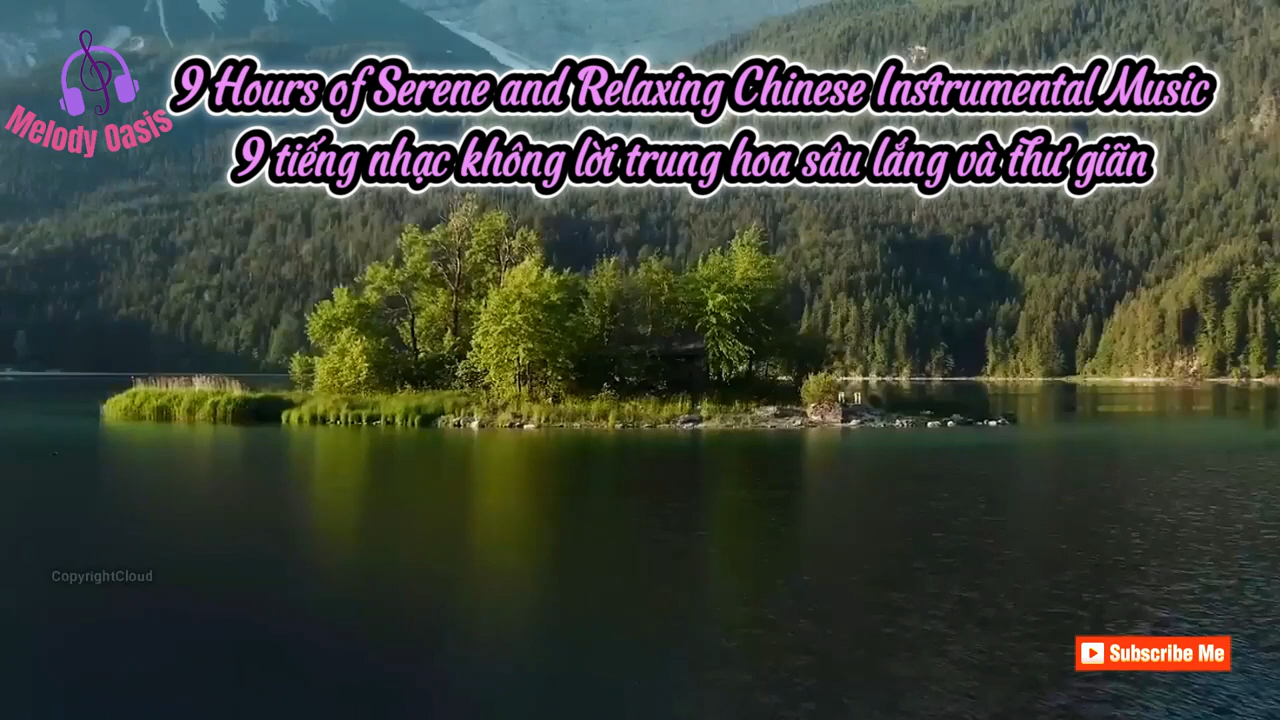 9 Hours of Serene and Relaxing Chinese Instrumental Music
Melody Oasis
9 tiếng nhạc không lời trung hoa sâu lắng và thư giãn
CopyrightCloud
Subscribe Me